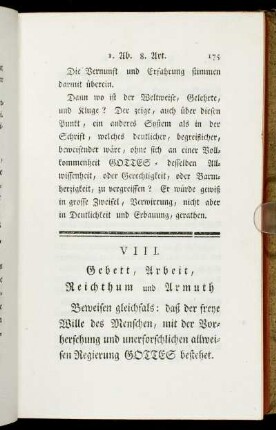 1. Ab. 8. Art. 175
Die Vernunft und Erfahrung stimmen
darmit überein.
Dann wo ist der Weltweise, Gelehrte,
und Kluge? Der zeige, auch über diesen
Punkt, ein anderes System als in der
Schrift, welches deutlicher, begreiflicher,
beweisender wäre, ohne sich an einer Voll-
kommenheit GOTTES, desselben All-
wissenheit, oder Gerechtigkeit, oder Barm-
herzigkeit, zu vergreiffen? Er würde gewiß
in grosse Zweifel, Verwirrung, nicht aber
in Deutlichkeit und Erbauung, gerathen.
VIII.
Gebett, Arbeit,
Reichthum und Armuth
Beweisen gleichfals: daß der freye
Wille des Menschen, mit der Vor-
hersehung und unerforschlichen allwei-
sen Regierung GOTTES bestehet.